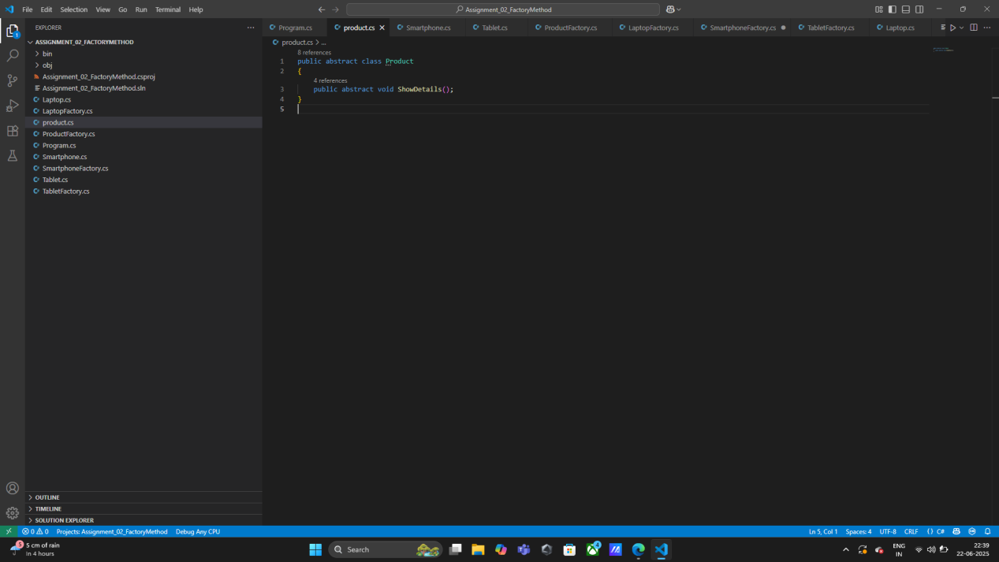 File Edit Selection View Go Run Terminal Help
Assignment_02_FactoryMethod
EXPLORER
ASSIGNMENT_02_FACTORYMETHOD
bin
obj
Assignment_02_FactoryMethod.csproj
Assignment_02_FactoryMethod.sln
Laptop.cs
LaptopFactory.cs
product.cs
ProductFactory.cs
Program.cs
Smartphone.cs
SmartphoneFactory.cs
Tablet.cs
TabletFactory.cs
OUTLINE
TIMELINE
SOLUTION EXPLORER
1
Program.cs product.cs Smartphone.cs Tablet.cs ProductFactory.cs LaptopFactory.cs SmartphoneFactory.cs TabletFactory.cs Laptop.cs
product.cs > ...
8 references
1 public abstract class Product
2 {
4 references
3 public abstract void ShowDetails();
4 }
5
0 0 Projects: Assignment_02_FactoryMethod Debug Any CPU
Ln 5, Col 1 Spaces: 4 UTF-8 CRLF {} C#
5
5 cm of rain
In 4 hours
Search
4
ENG
IN
22:39
22-06-2025